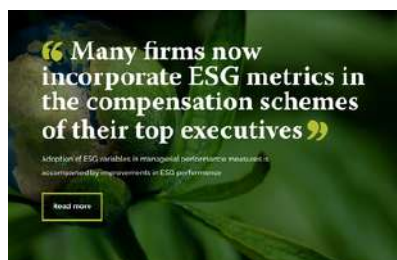 “ Many firms now
incorporate ESG metrics in
the compensation schemes
of their top executives ”
Adoption of ESG variables in managerial performance measures is
accompanied by improvements in ESG performance
Read more